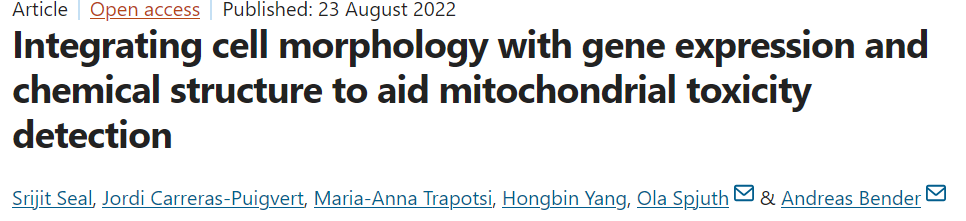 Article | Open access | Published: 23 August 2022
Integrating cell morphology with gene expression and
chemical structure to aid mitochondrial toxicity
detection
Srijit Seal, Jordi Carreras-Puigvert, Maria-Anna Trapotsi, Hongbin Yang, Ola Spjuth & Andreas Bender